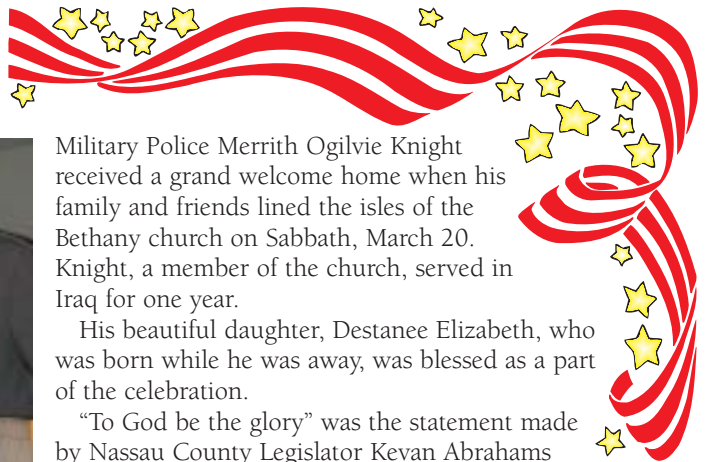 Military Police Merrith Ogilvie Knight
received a grand welcome home when his
family and friends lined the isles of the
Bethany church on Sabbath, March 20.
Knight, a member of the church, served in
Iraq for one year.
His beautiful daughter, Destanee Elizabeth, who
was born while he was away, was blessed as a part
of the celebration.
“To God be the glory” was the statement made
by Nassau County Legislator Kevan Abrahams